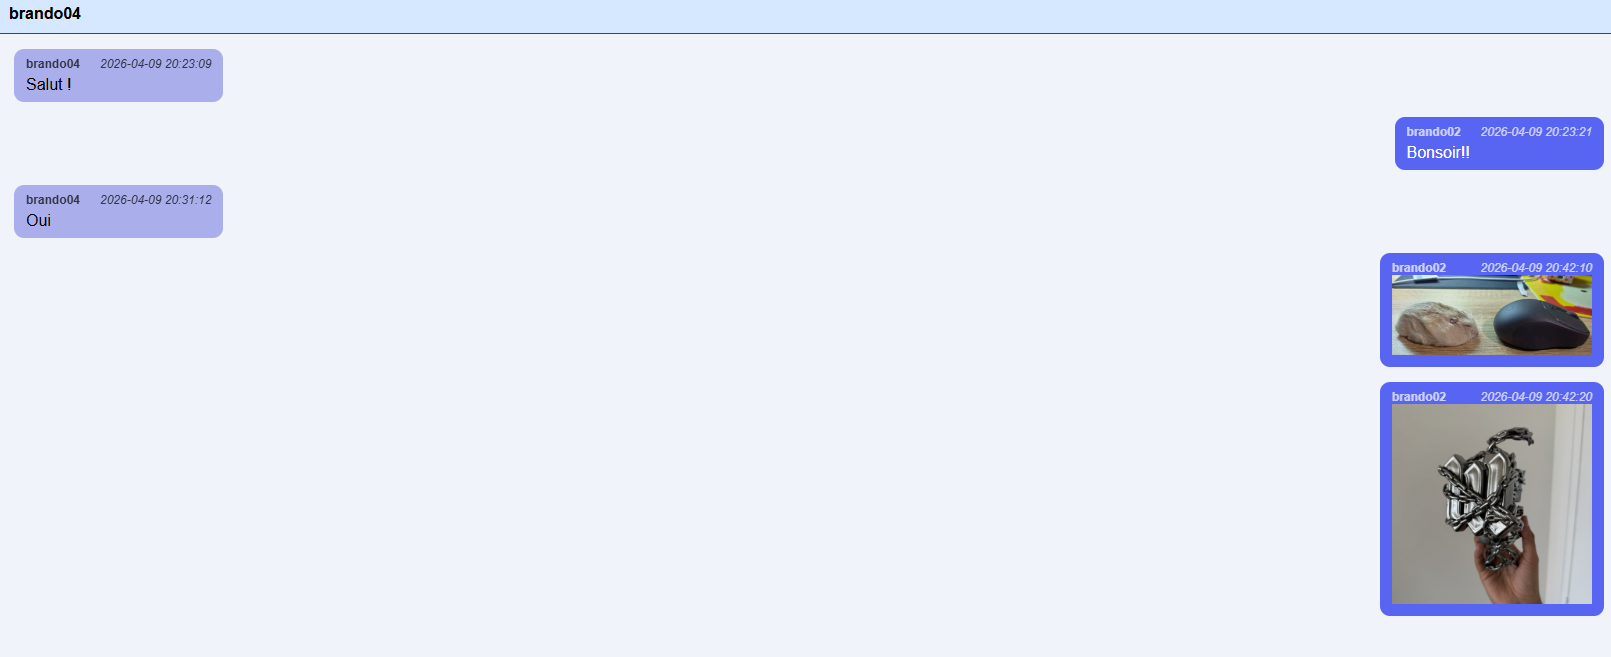 brando04
brando04 2026-04-09 20:23:09
Salut !
brando02 2026-04-09 20:23:21
Bonsoir!!
brando04 2026-04-09 20:31:12
Oui
brando02 2026-04-09 20:42:10
brando02 2026-04-09 20:42:20